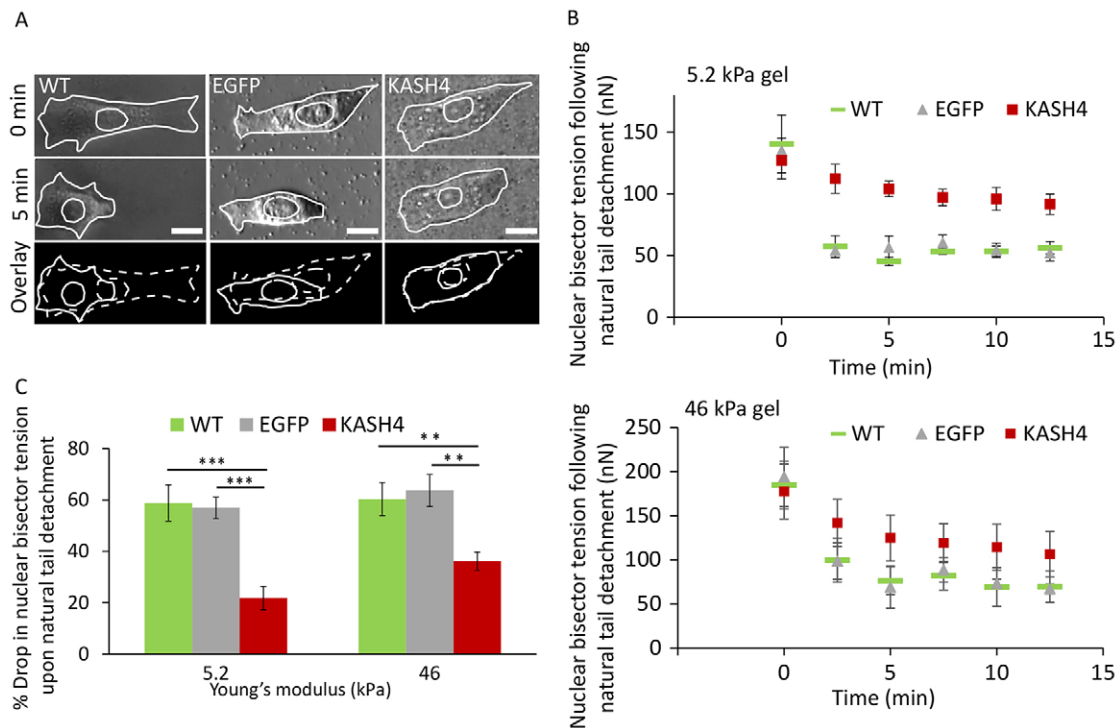 A
WT EGFP KASH4
0 min
5 min
Overlay
B
5.2 kPa gel
WT EGFP KASH4
Nuclear bisector tension following
natural tail detachment (nN)
150
100
50
0
0 5 10 15
Time (min)
C
WT EGFP KASH4
% Drop in nuclear bisector tension
upon natural tail detachment
80
60
40
20
0
***
***
**
**
5.2 46
Young's modulus (kPa)
46 kPa gel
WT EGFP KASH4
Nuclear bisector tension following
natural tail detachment (nN)
250
200
150
100
50
0
0 5 10 15
Time (min)